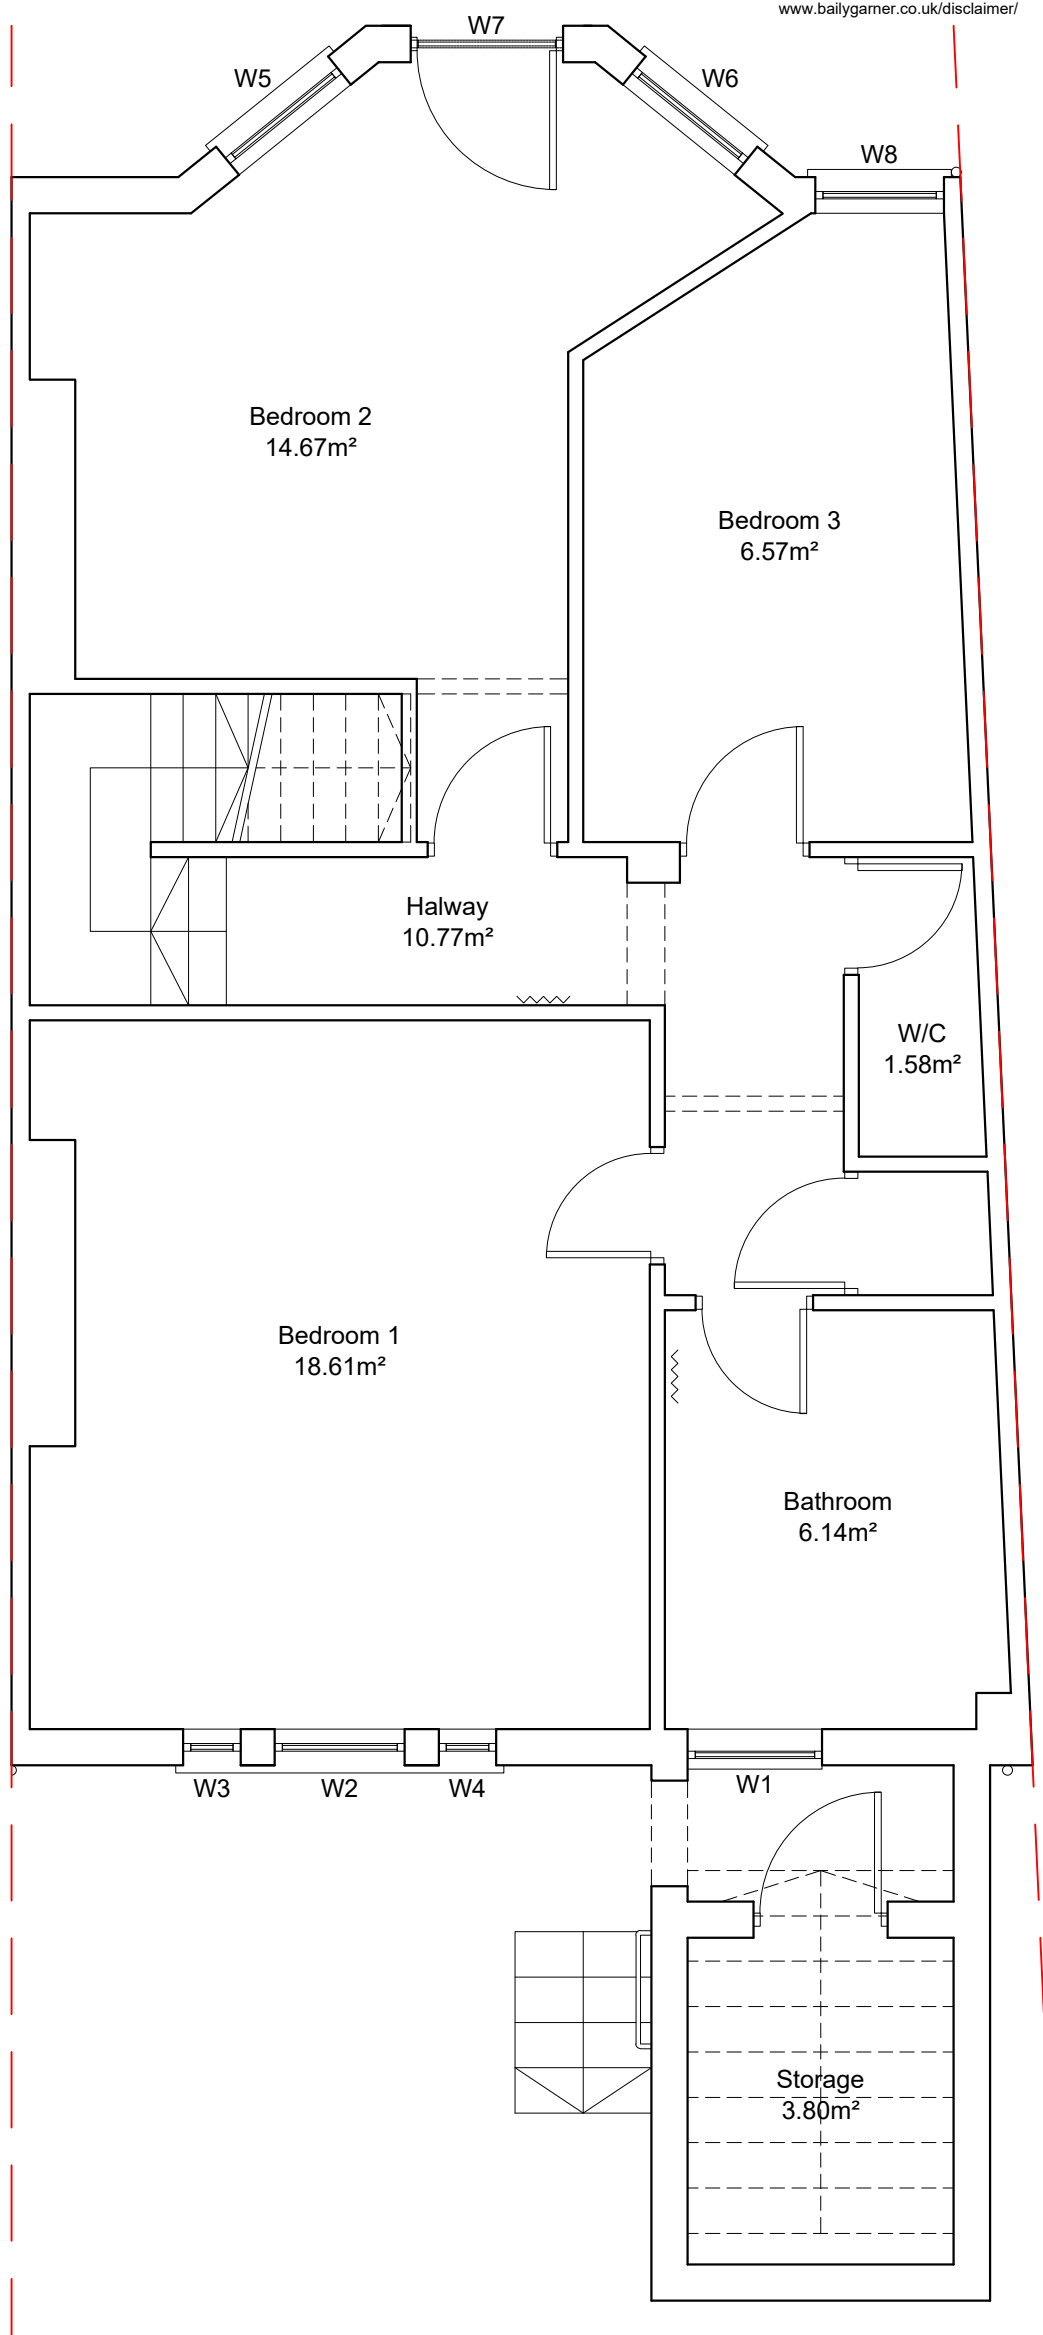 www.bailygarner.co.uk/disclaimer/
W7
W5
W6
W8
Bedroom 2
14.67m²
Bedroom 3
6.57m²
Halway
10.77m²
W/C
1.58m²
Bedroom 1
18.61m²
Bathroom
6.14m²
W3
W2
W4
W1
Storage
3.80m²